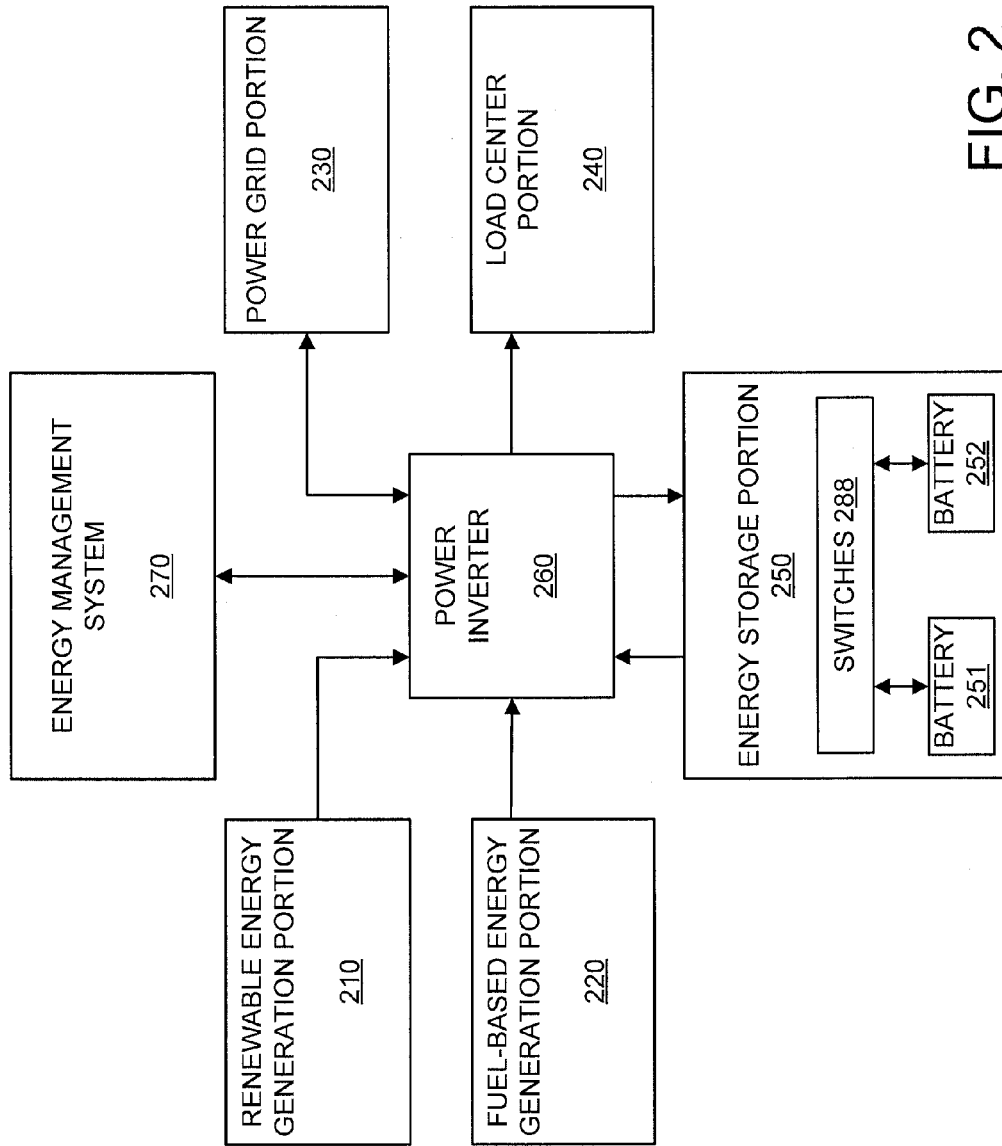 ENERGY MANAGEMENT
SYSTEM
270
RENEWABLE ENERGY
GENERATION PORTION
210
POWER GRID PORTION
230
POWER
INVERTER
260
FUEL-BASED ENERGY
GENERATION PORTION
220
LOAD CENTER
PORTION
240
ENERGY STORAGE PORTION
250
SWITCHES 288
BATTERY
251
BATTERY
252
FIG. 2